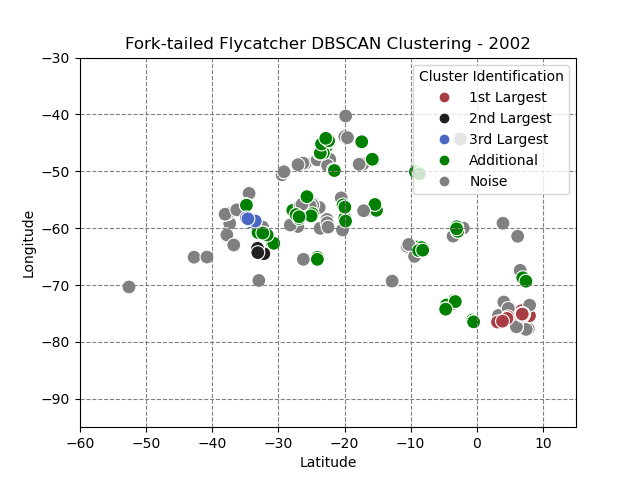 Fork-tailed Flycatcher DBSCAN Clustering - 2002
Cluster Identification
1st Largest
2nd Largest
3rd Largest
Additional
Noise
Longitude
−30
−40
−50
−60
−70
−80
−90
−60 −50 −40 −30 −20 −10 0 10
Latitude